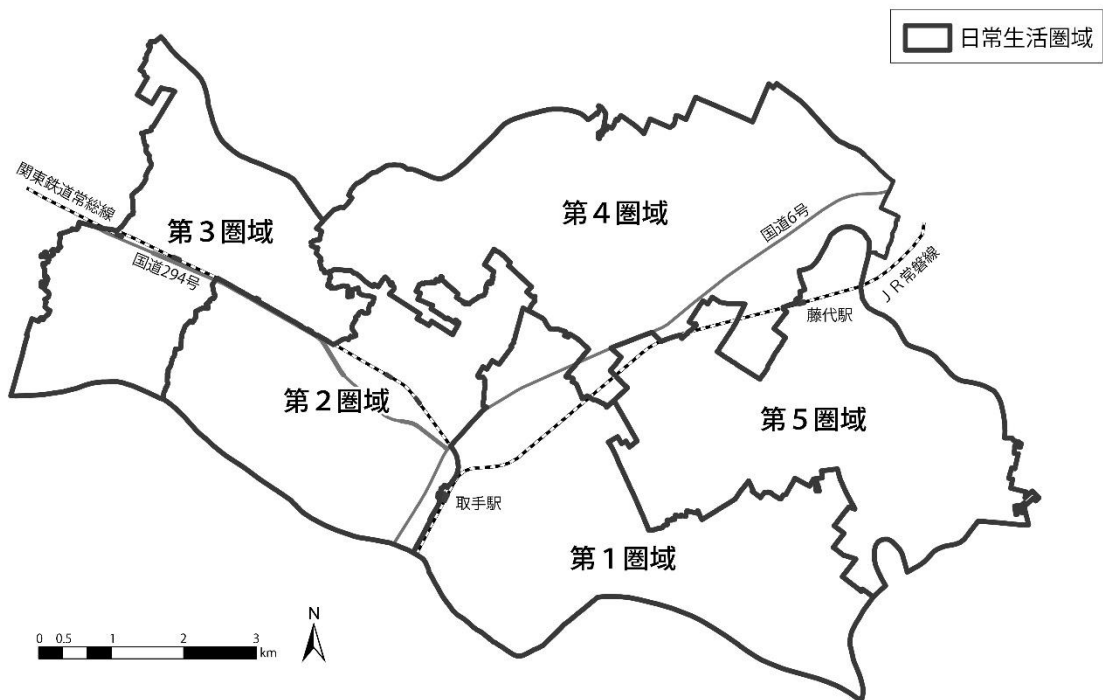 日常生活圏域
関東鉄道常総線
第3圏域
国道294号
第4圏域
国道6号
JR常磐線
藤代駅
第2圏域
第5圏域
取手駅
第1圏域
N
0 0.5 1 2 3
km